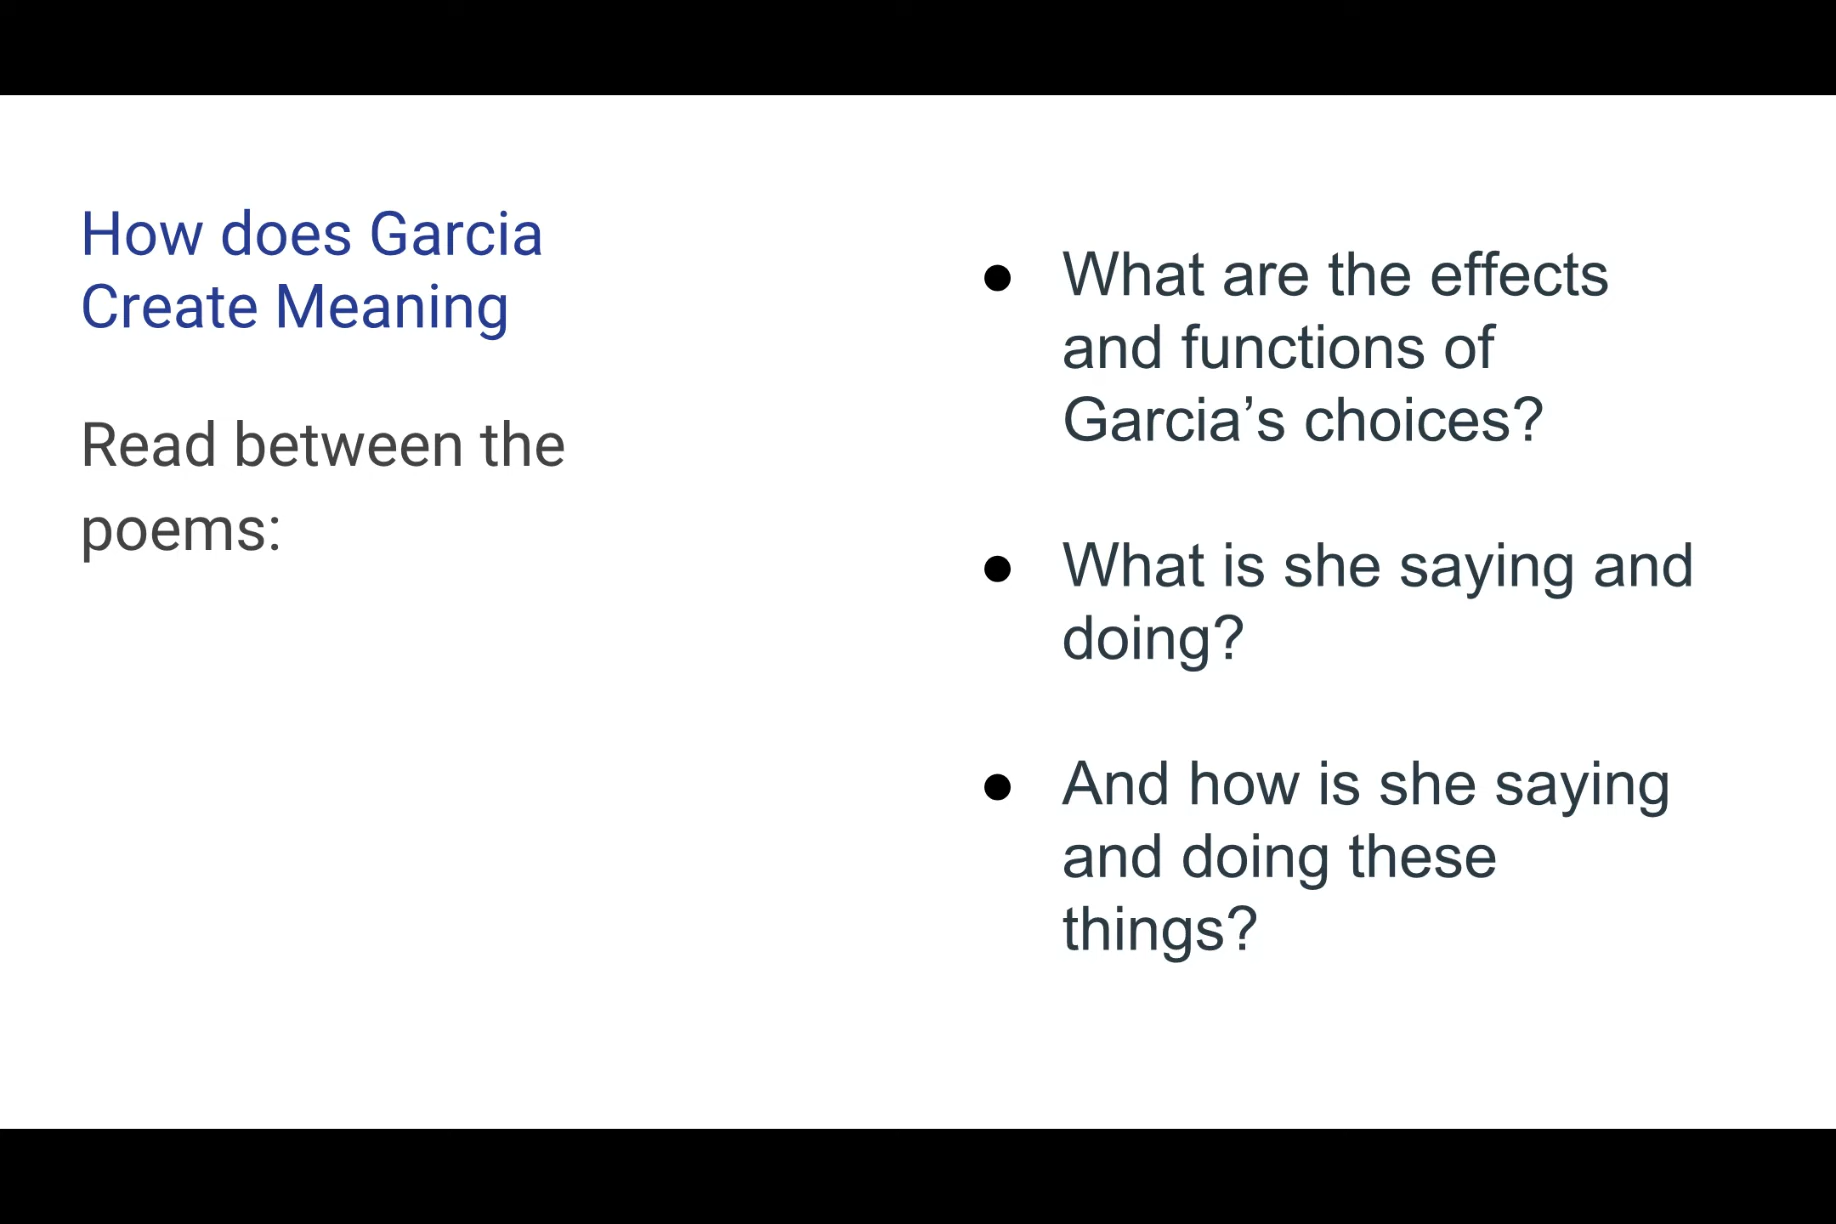 How does Garcia
Create Meaning
Read between the
poems:
● What are the effects
and functions of
Garcia’s choices?
● What is she saying and
doing?
● And how is she saying
and doing these
things?